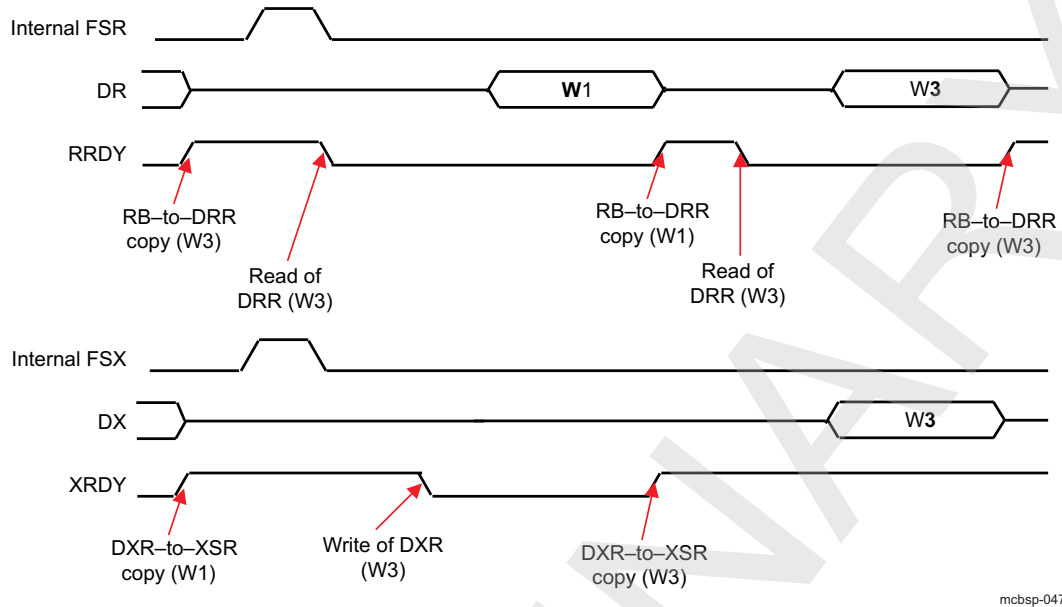 Internal FSR
DR
W1
W3
RRDY
RB–to–DRR
copy (W3)
Read of
DRR (W3)
RB–to–DRR
copy (W1)
Read of
DRR (W3)
RB–to–DRR
copy (W3)
Internal FSX
DX
W3
XRDY
DXR–to–XSR
copy (W1)
Write of DXR
(W3)
DXR–to–XSR
copy (W3)
mcbsp-047